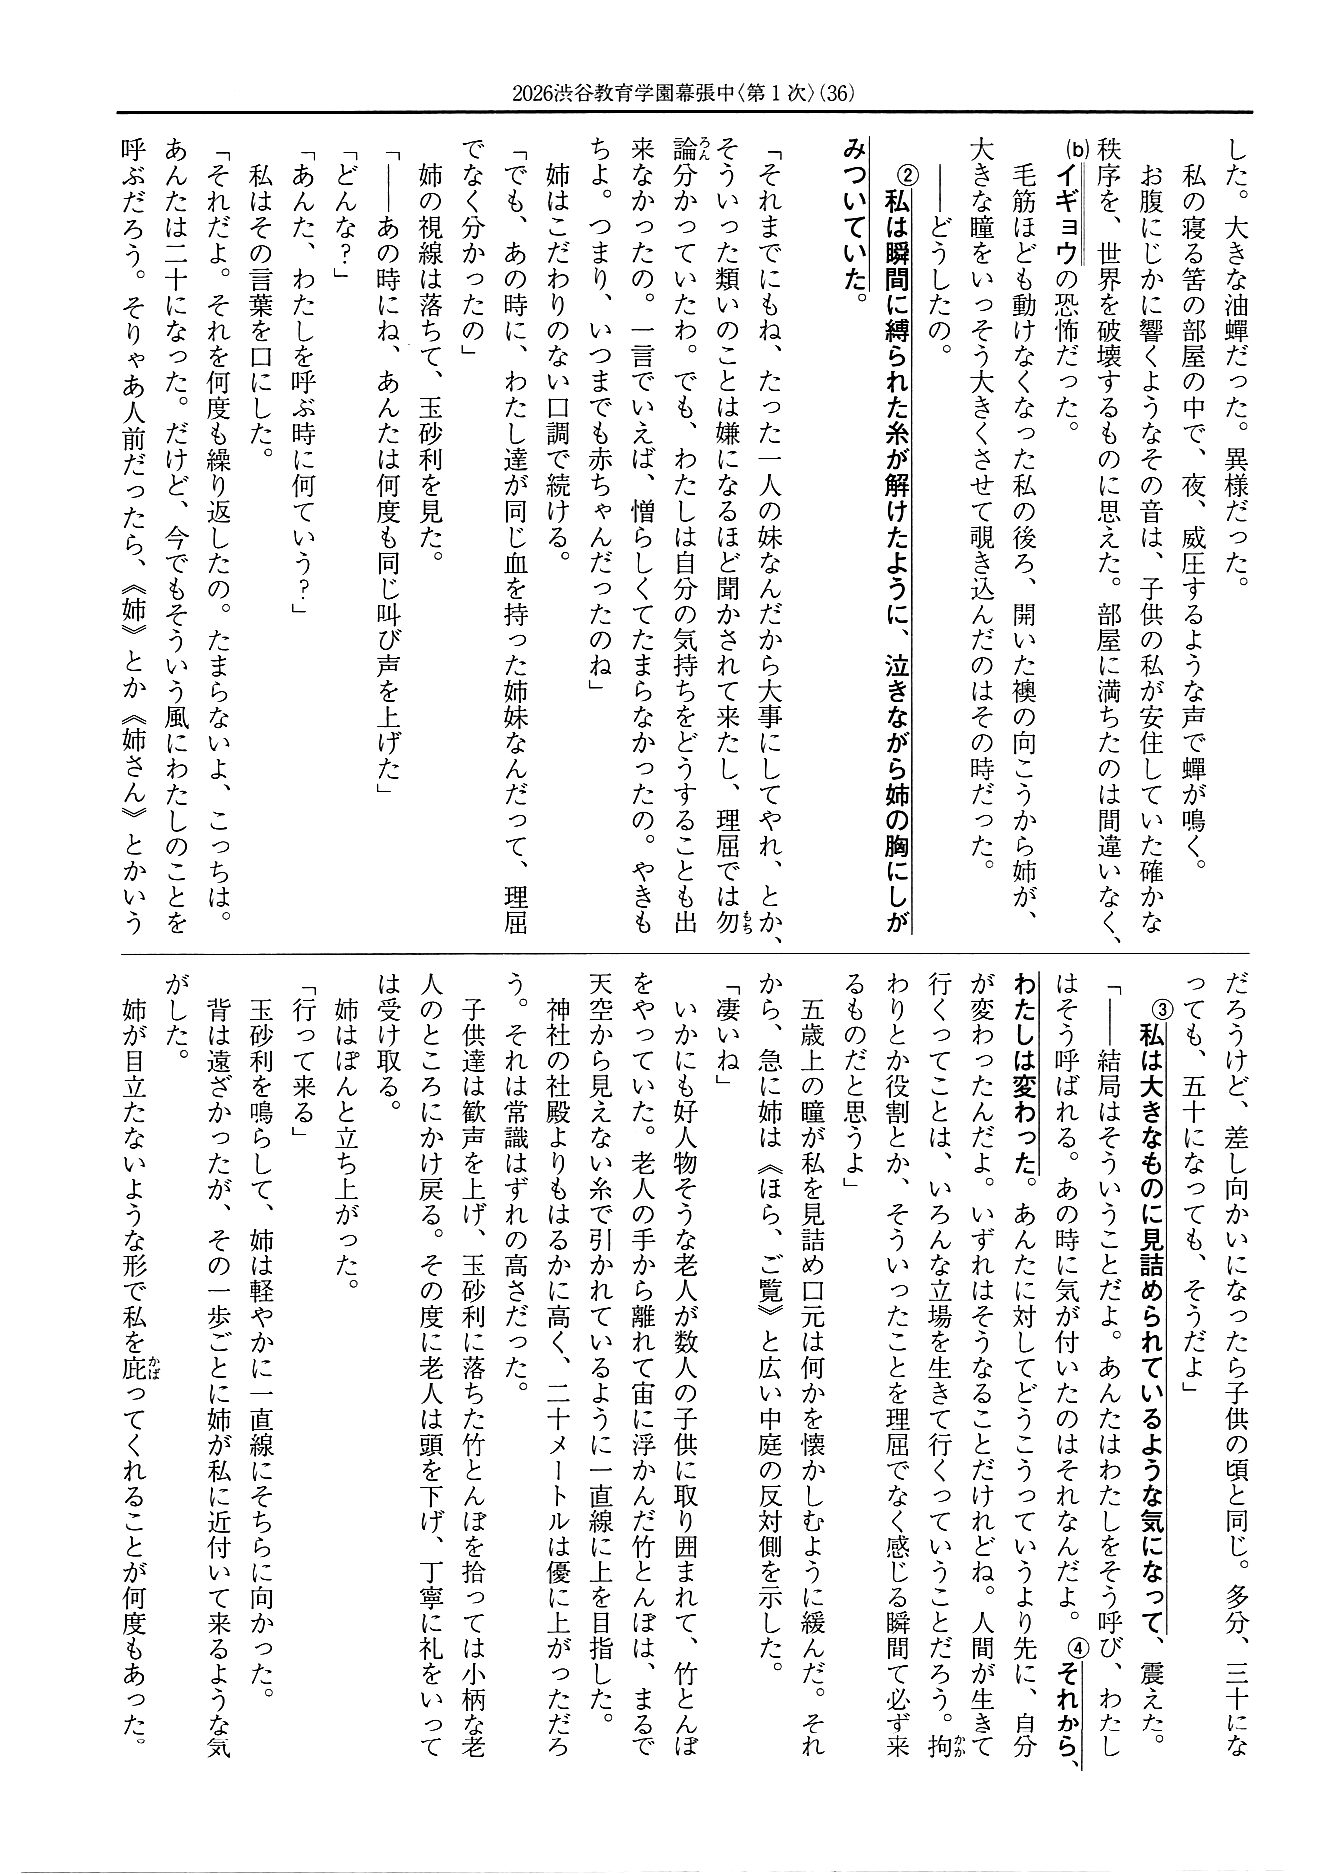 2026渋谷教育学園幕張中〈第1次〉(36)
した。大きな油蟬だった。異様だった。
私の寝る筈の部屋の中で、夜、威圧するような声で蟬が鳴く。
お腹にじかに響くようなその音は、子供の私が安住していた確かな
秩序を、世界を破壊するものに思えた。部屋に満ちたのは間違いなく、
(b)イギョウの恐怖だった。
毛筋ほども動けなくなった私の後ろ、開いた襖の向こうから姉が、
大きな瞳をいっそう大きくさせて覗き込んだのはその時だった。
――どうしたの。
②私は瞬間に縛られた糸が解けたように、泣きながら姉の胸にしが
みついていた。
「それまでにもね、たった一人の妹なんだから大事にしてやれ、とか、
そういった類いのことは嫌になるほど聞かされて来たし、理屈では勿もち
論ろん分かっていたわ。でも、わたしは自分の気持ちをどうすることも出
来なかったの。一言でいえば、憎らしくてたまらなかったの。やきも
ちよ。つまり、いつまでも赤ちゃんだったのね」
姉はこだわりのない口調で続ける。
「でも、あの時に、わたし達が同じ血を持った姉妹なんだって、理屈
でなく分かったの」
姉の視線は落ちて、玉砂利を見た。
「――あの時にね、あんたは何度も同じ叫び声を上げた」
「どんな？」
「あんた、わたしを呼ぶ時に何ていう？」
私はその言葉を口にした。
「それだよ。それを何度も繰り返したの。たまらないよ、こっちは。
あんたは二十になった。だけど、今でもそういう風にわたしのことを
呼ぶだろう。そりゃあ人前だったら、《姉》とか《姉さん》とかいう
だろうけど、差し向かいになったら子供の頃と同じ。多分、三十にな
っても、五十になっても、そうだよ」
③私は大きなものに見詰められているような気になって、震えた。
「――結局はそういうことだよ。あんたはわたしをそう呼び、わたし
はそう呼ばれる。あの時に気が付いたのはそれなんだよ。④それから、
わたしは変わった。あんたに対してどうこうっていうより先に、自分
が変わったんだよ。いずれはそうなることだけれどね。人間が生きて
行くってことは、いろんな立場を生きて行くっていうことだろう。拘かか
わりとか役割とか、そういったことを理屈でなく感じる瞬間て必ず来
るものだと思うよ」
五歳上の瞳が私を見詰め口元は何かを懐かしむように緩んだ。それ
から、急に姉は《ほら、ご覧》と広い中庭の反対側を示した。
「凄いね」
いかにも好人物そうな老人が数人の子供に取り囲まれて、竹とんぼ
をやっていた。老人の手から離れて宙に浮かんだ竹とんぼは、まるで
天空から見えない糸で引かれているように一直線に上を目指した。
神社の社殿よりもはるかに高く、二十メートルは優に上がっただろ
う。それは常識はずれの高さだった。
子供達は歓声を上げ、玉砂利に落ちた竹とんぼを拾っては小柄な老
人のところにかけ戻る。その度に老人は頭を下げ、丁寧に礼をいって
は受け取る。
姉はぽんと立ち上がった。
「行って来る」
玉砂利を鳴らして、姉は軽やかに一直線にそちらに向かった。
背は遠ざかったが、その一歩ごとに姉が私に近付いて来るような気
がした。
姉が目立たないような形で私を庇かばってくれることが何度もあった。